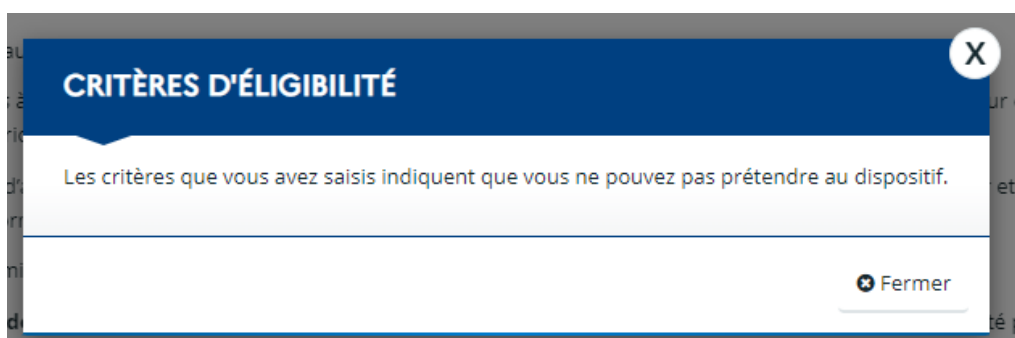 X
CRITÈRES D'ÉLIGIBILITÉ
Les critères que vous avez saisis indiquent que vous ne pouvez pas prétendre au dispositif.
Fermer